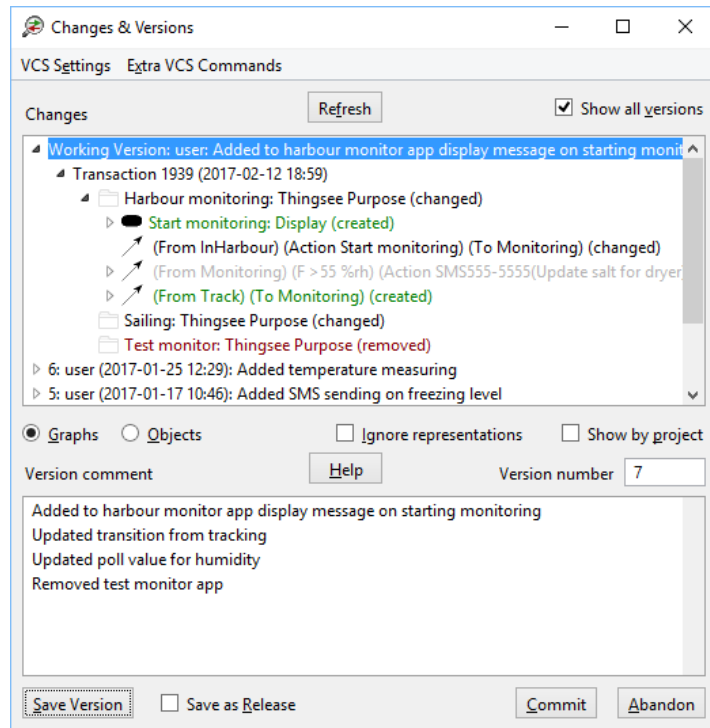 Changes & Versions
VCS Settings Extra VCS Commands
Changes Refresh Show all versions
Working Version: user: Added to harbour monitor app display message on starting monit
Transaction 1939 (2017-02-12 18:59)
Harbour monitoring: Thingsee Purpose (changed)
Start monitoring: Display (created)
(From InHarbour) (Action Start monitoring) (To Monitoring) (changed)
(From Monitoring) (F >55 %rh) (Action SMS555-5555(Update salt for dryer)
(From Track) (To Monitoring) (created)
Sailing: Thingsee Purpose (changed)
Test monitor: Thingsee Purpose (removed)
6: user (2017-01-25 12:29): Added temperature measuring
5: user (2017-01-17 10:46): Added SMS sending on freezing level
Graphs Objects Ignore representations Show by project
Version comment Help Version number 7
Added to harbour monitor app display message on starting monitoring
Updated transition from tracking
Updated poll value for humidity
Removed test monitor app
Save Version Save as Release Commit Abandon